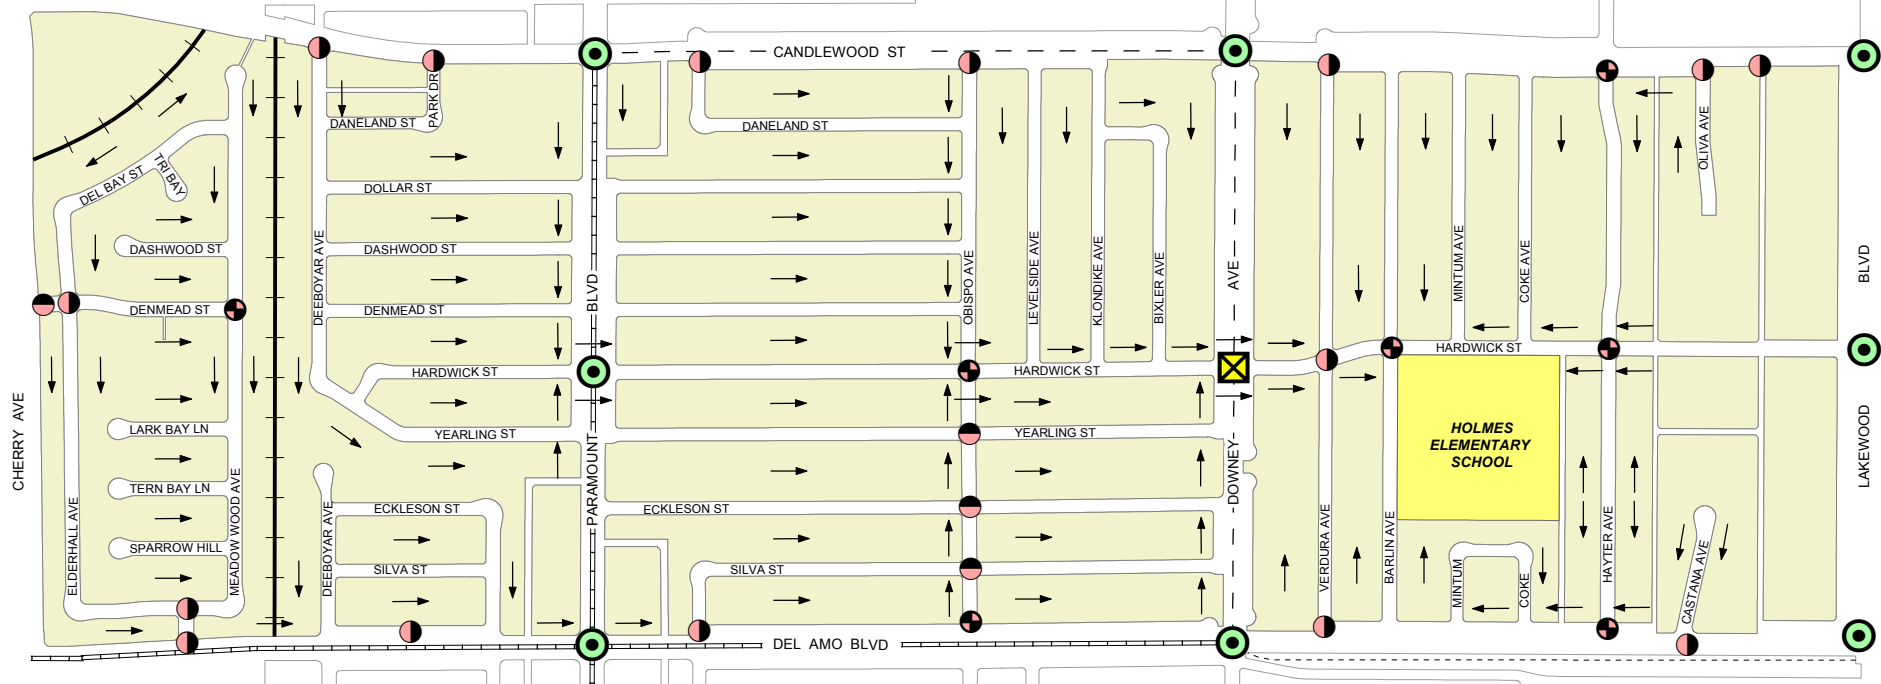 CANDLEWOOD ST
PARK DR
DANELAND ST
DANELAND ST
OLIVA AVE
DEL BAY ST
TRI BAY
DOLLAR ST
DASHWOOD ST
DASHWOOD ST
DEEBOYAR AVE
BLVD
OBISPO AVE
LEVELSIDE AVE
KLONDIKE AVE
BIXLER AVE
AVE
MINTUM AVE
COKE AVE
BLVD
DENMEAD ST
DENMEAD ST
HARDWICK ST
HARDWICK ST
HARDWICK ST
CHERRY AVE
LARK BAY LN
YEARLING ST
YEARLING ST
HOLMES
ELEMENTARY
SCHOOL
LAKEWOOD
PARAMOUNT
DOWNEY
TERN BAY LN
ECKLESON ST
ECKLESON ST
ELDERHALL AVE
MEADOW WOOD AVE
DEEBOYAR AVE
SPARROW HILL
SILVA ST
SILVA ST
VERDURA AVE
BARLIN AVE
MINTUM
COKE
HAYTER AVE
CASTANA AVE
DEL AMO BLVD